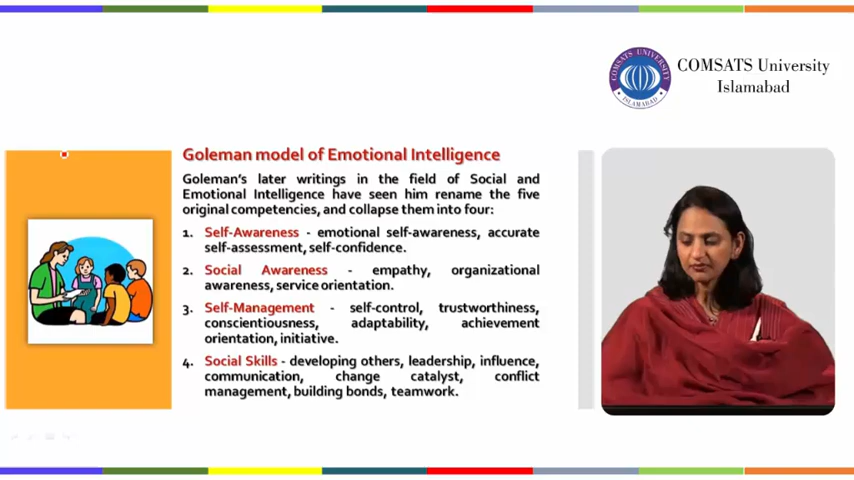 COMSATS UNIVERSITY
ISLAMABAD
COMSATS University
Islamabad
Goleman model of Emotional Intelligence
Goleman's later writings in the field of Social and
Emotional Intelligence have seen him rename the five
original competencies, and collapse them into four:
1. Self-Awareness - emotional self-awareness, accurate
self-assessment, self-confidence.
2. Social Awareness - empathy, organizational
awareness, service orientation.
3. Self-Management - self-control, trustworthiness,
conscientiousness, adaptability, achievement
orientation, initiative.
4. Social Skills - developing others, leadership, influence,
communication, change catalyst, conflict
management, building bonds, teamwork.